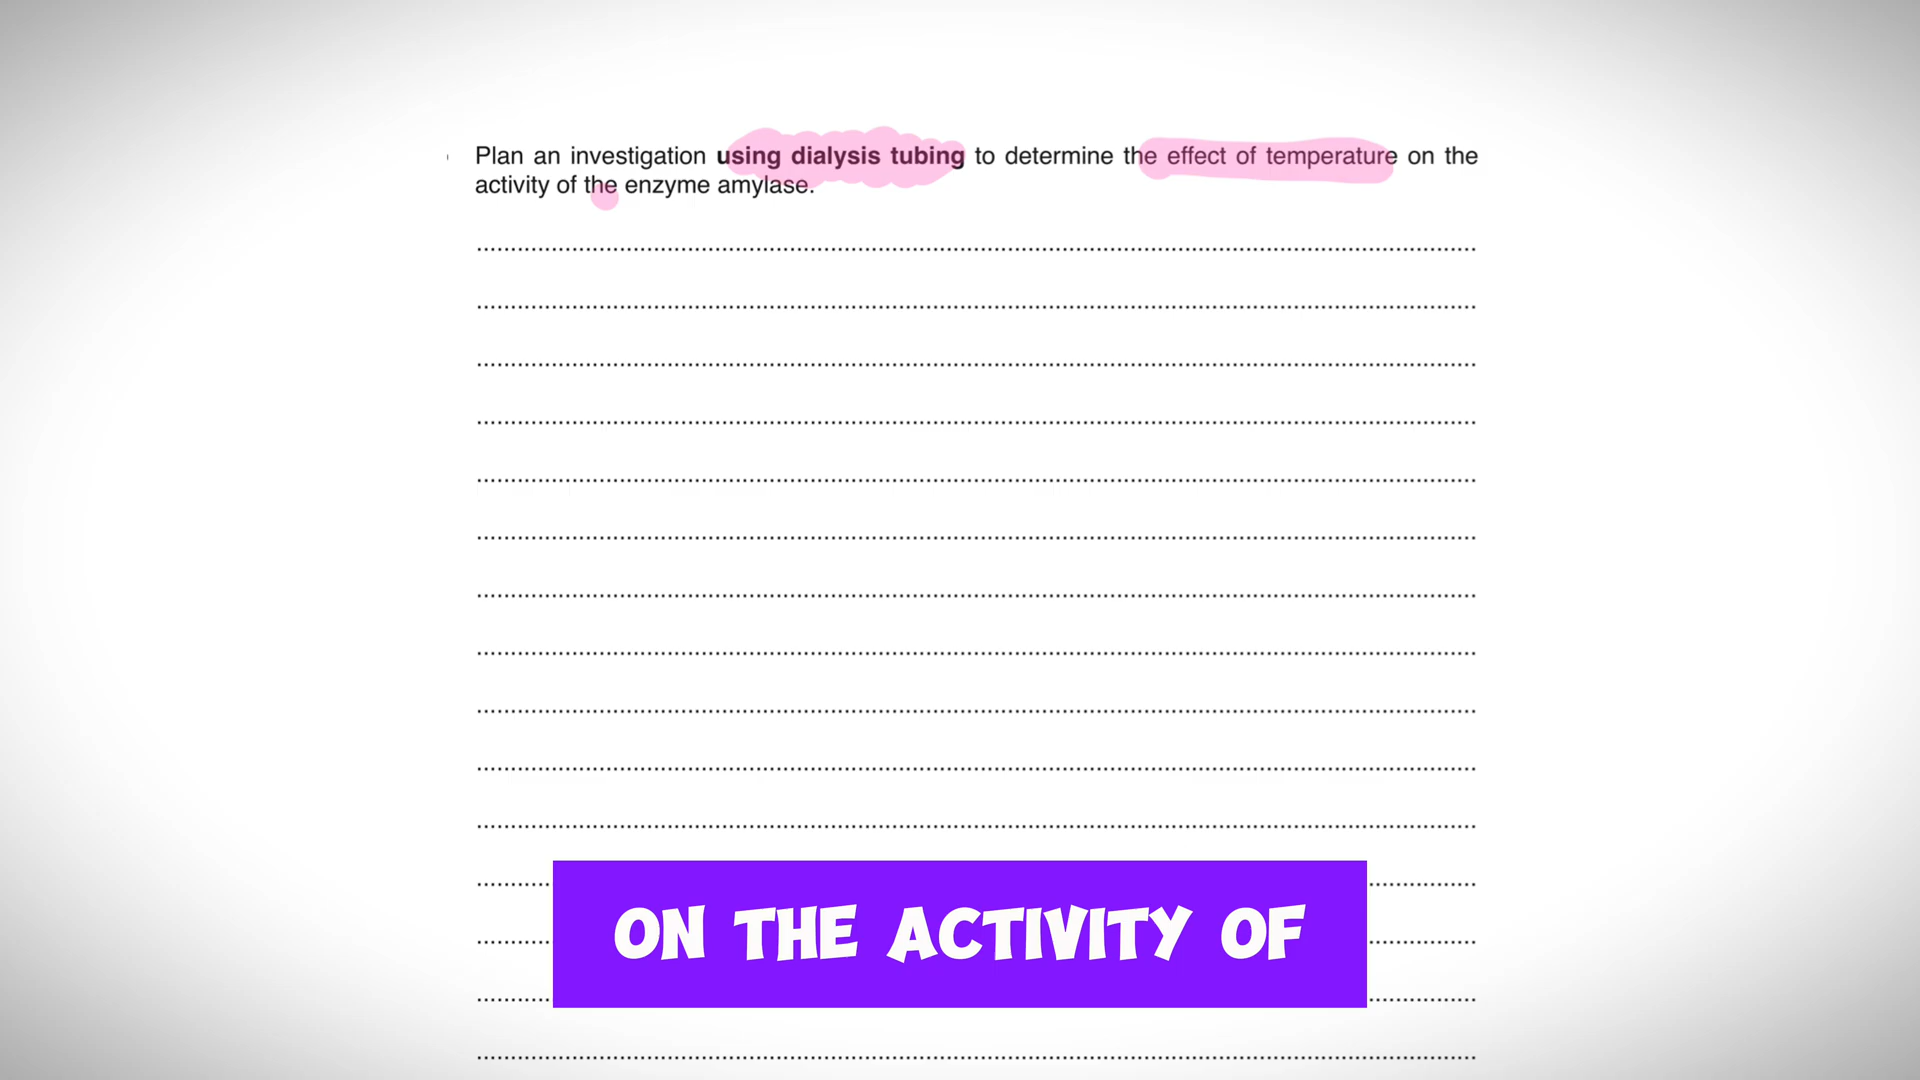 Plan an investigation using dialysis tubing to determine the effect of temperature on the
activity of the enzyme amylase.
ON THE ACTIVITY OF